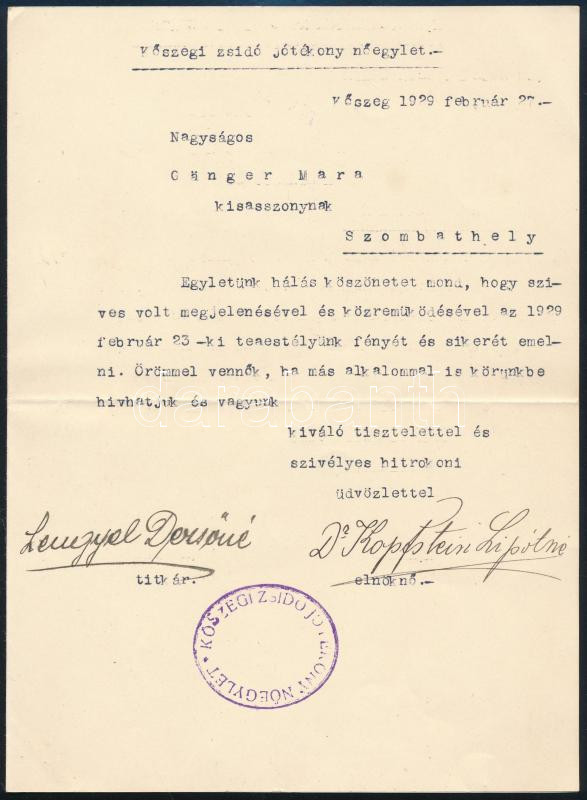 Kőszegi zsidó jótékony nőegylet.-
Kőszeg 1929 február 27.-
Nagyságos
Gänger Mara
kisasszonynak
Szombathely
Egyletünk hálás köszönetet mond, hogy szi
ves volt megjelenésével és közremüködésével az 1929
február 23 -ki teaestélyünk fényét és sikerét emel-
ni. Örömmel vennők, ha más alkalommal is körünkbe
hivhatjuk és vagyunk
darabanth
kiváló tisztelettel és
szivélyes hitrokoni
üdvözlettel
Lengyel Dezsőné
Dr Kopfstein Lipótné
titkár.
elnöknő.-
KŐSZEGI ZSIDÓ JÓTÉKONY NŐEGYLET •